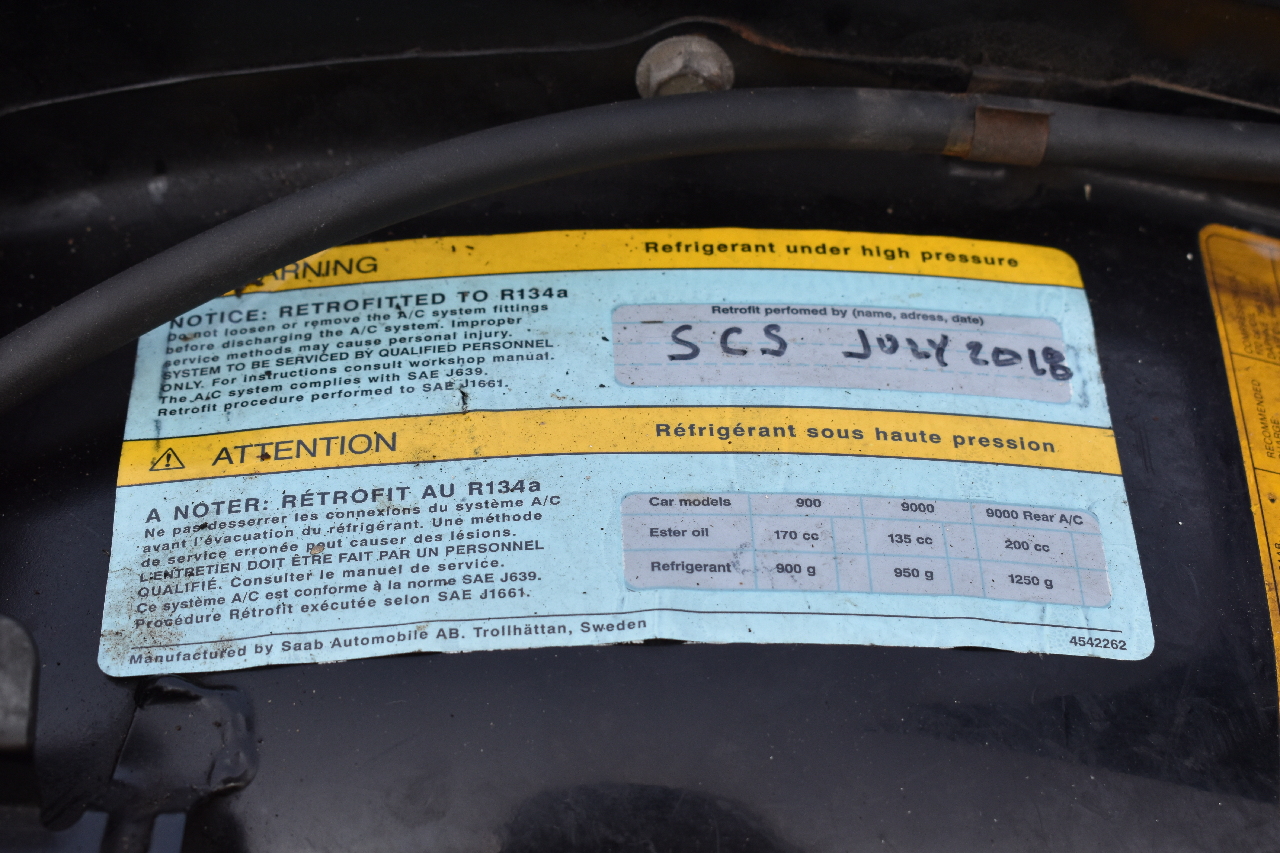 WARNING Refrigerant under high pressure
NOTICE: RETROFITTED TO R134a
Do not loosen or remove the A/C system fittings
before discharging the A/C system. Improper
service methods may cause personal injury.
SYSTEM TO BE SERVICED BY QUALIFIED PERSONNEL
ONLY. For instructions consult workshop manual.
The A/C system complies with SAE J639.
Retrofit procedure performed to SAE J1661.
Retrofit perfomed by (name, adress, date)
SCS JULY 2018
ATTENTION Réfrigérant sous haute pression
A NOTER: RÉTROFIT AU R134a
Ne pas desserrer les connexions du système A/C
avant l'évacuation du réfrigérant. Une méthode
de service erronée peut causer des lésions.
L'ENTRETIEN DOIT ÊTRE FAIT PAR UN PERSONNEL
QUALIFIÉ. Consulter le manuel de service.
Ce système A/C est conforme à la norme SAE J639.
Procédure Rétrofit exécutée selon SAE J1661.
Car models 900 9000 9000 Rear A/C
Ester oil 170 cc 135 cc 200 cc
Refrigerant 900 g 950 g 1250 g
Manufactured by Saab Automobile AB. Trollhättan, Sweden
4542262
RECOMMENDED